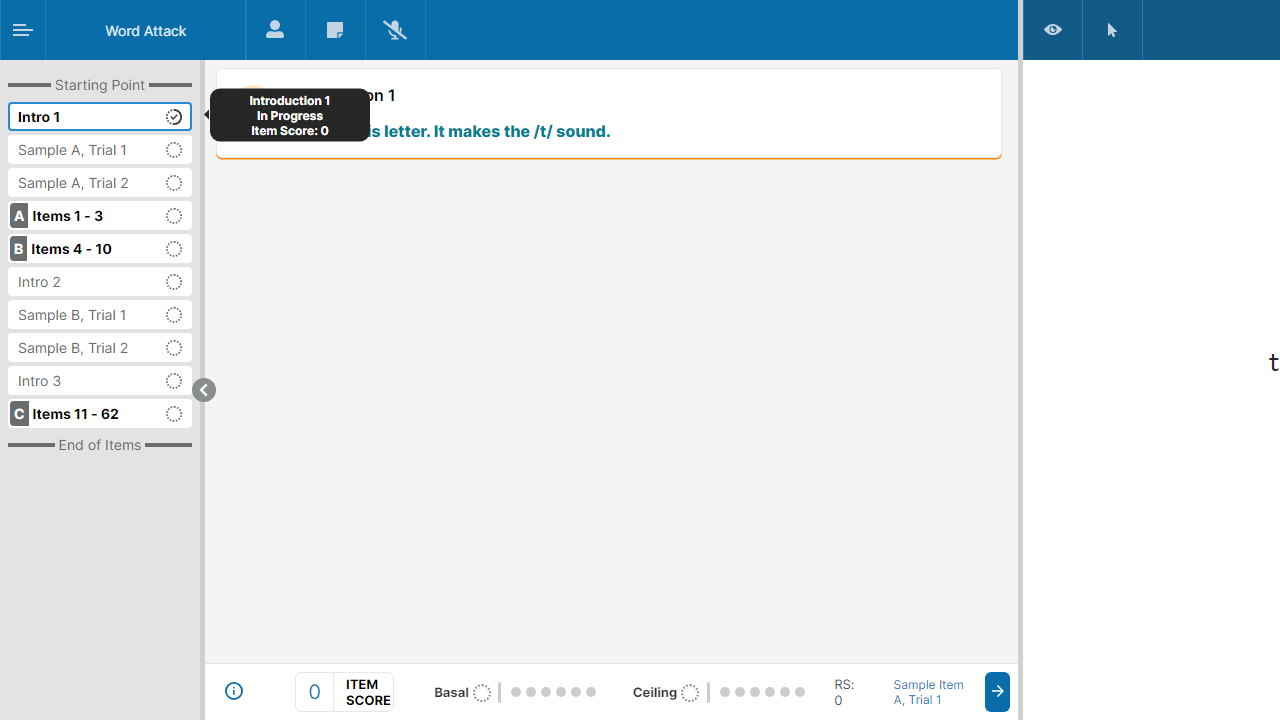 Word Attack
Starting Point
Intro 1
Sample A, Trial 1
Sample A, Trial 2
A Items 1 - 3
B Items 4 - 10
Intro 2
Sample B, Trial 1
Sample B, Trial 2
Intro 3
C Items 11 - 62
End of Items
Introduction 1
In Progress
Item Score: 0
on 1
is letter. It makes the /t/ sound.
t
0
ITEM
SCORE
Basal
Ceiling
RS:
0
Sample Item
A, Trial 1